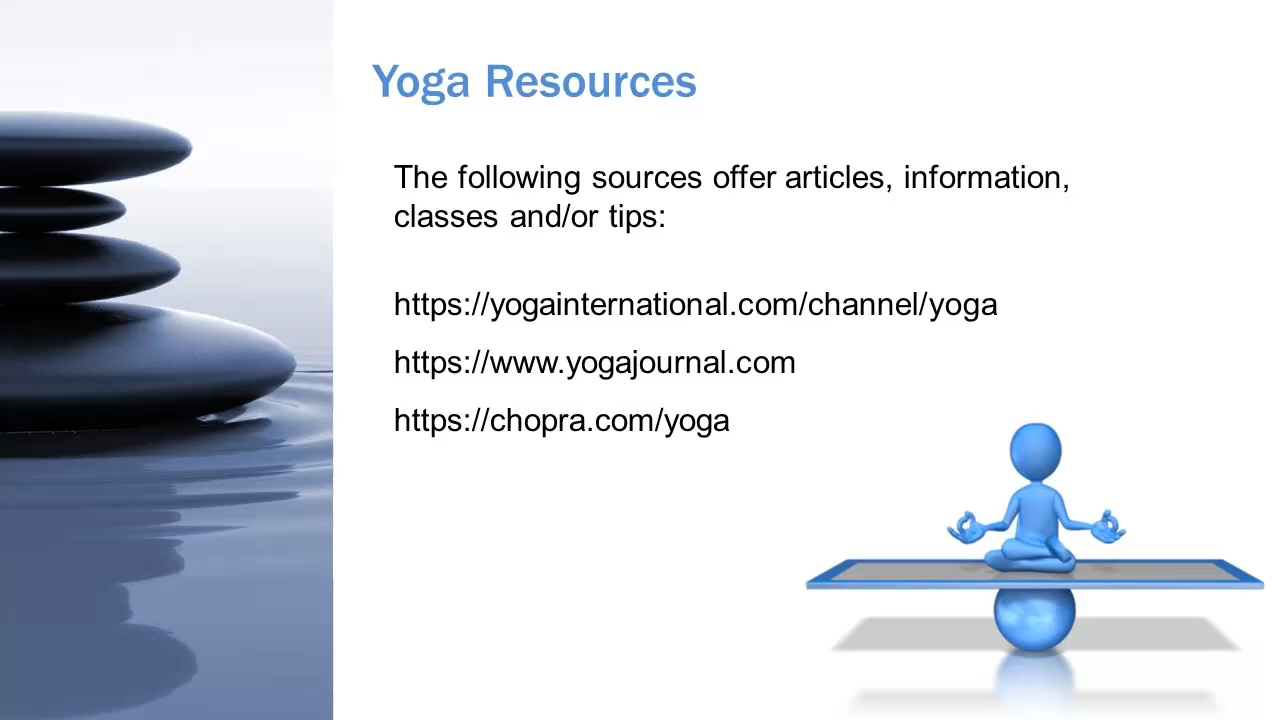 Yoga Resources
The following sources offer articles, information,
classes and/or tips:
https://yogainternational.com/channel/yoga
https://www.yogajournal.com
https://chopra.com/yoga